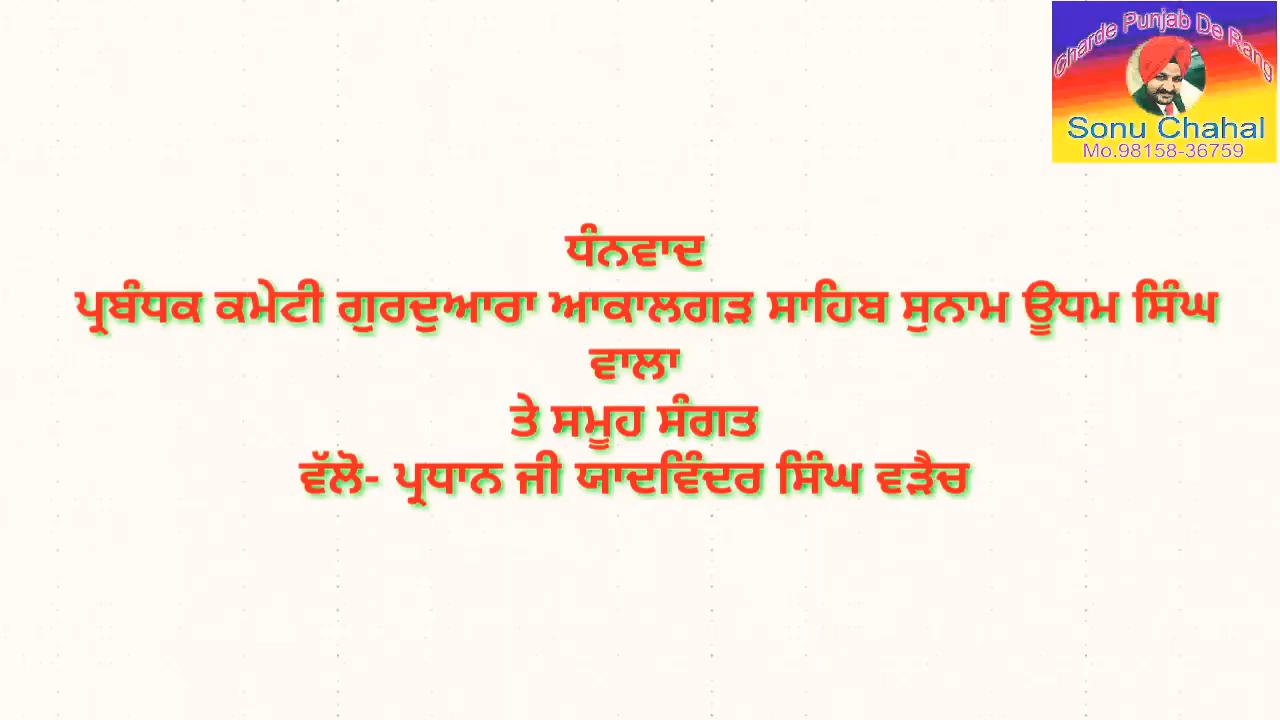 Charde Punjab De Rang
Sonu Chahal
Mo.98158-36759
ਧੰਨਵਾਦ
ਪ੍ਰਬੰਧਕ ਕਮੇਟੀ ਗੁਰਦੁਆਰਾ ਆਕਾਲਗੜ ਸਾਹਿਬ ਸੁਨਾਮ ਊਧਮ ਸਿੰਘ
ਵਾਲਾ
ਤੇ ਸਮੂਹ ਸੰਗਤ
ਵੱਲੋ- ਪ੍ਰਧਾਨ ਜੀ ਯਾਦਵਿੰਦਰ ਸਿੰਘ ਵੜੈਚ